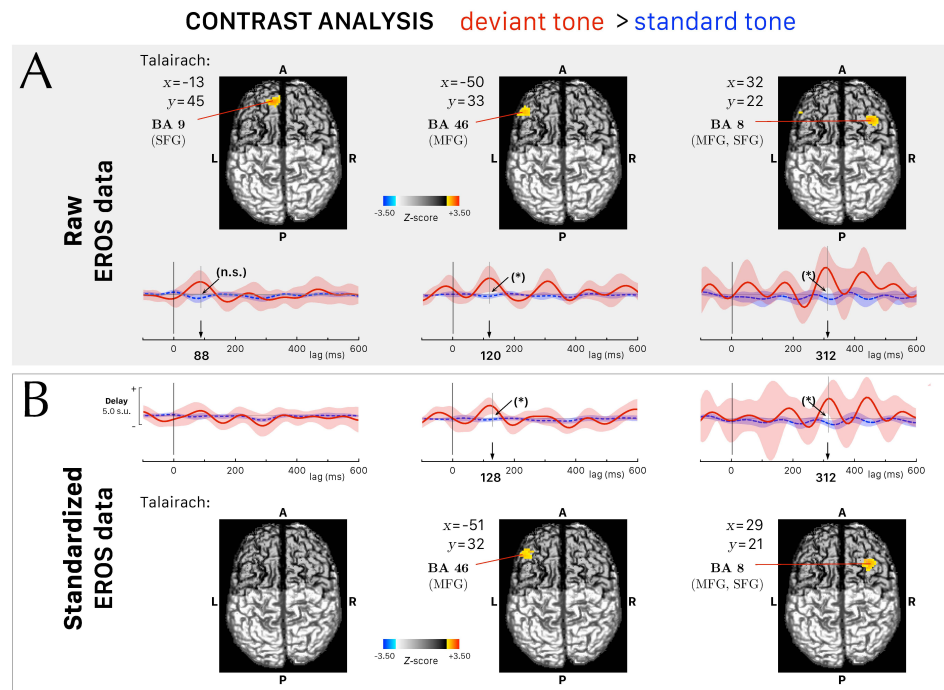 CONTRAST ANALYSIS deviant tone > standard tone
A
Raw
EROS data
Talairach:
x=-13
y=45
BA 9
(SFG)
A
L
R
P
x=-50
y=33
BA 46
(MFG)
A
P
x=32
y=22
BA 8
(MFG, SFG)
A
L
R
P
-3.50 Z-score +3.50
(n.s.)
0 200 400 600
88 lag (ms)
(*)
0 200 400 600
120 lag (ms)
(*)
0 200 400 600
312 lag (ms)
B
Standardized
EROS data
+
Delay
5.0 s.u.
-
0 200 400 600
lag (ms)
(*)
0 200 400 600
128 lag (ms)
(*)
0 200 400 600
312 lag (ms)
Talairach:
A
L
R
P
x=-51
y=32
BA 46
(MFG)
A
P
x=29
y=21
BA 8
(MFG, SFG)
A
L
R
P
-3.50 Z-score +3.50